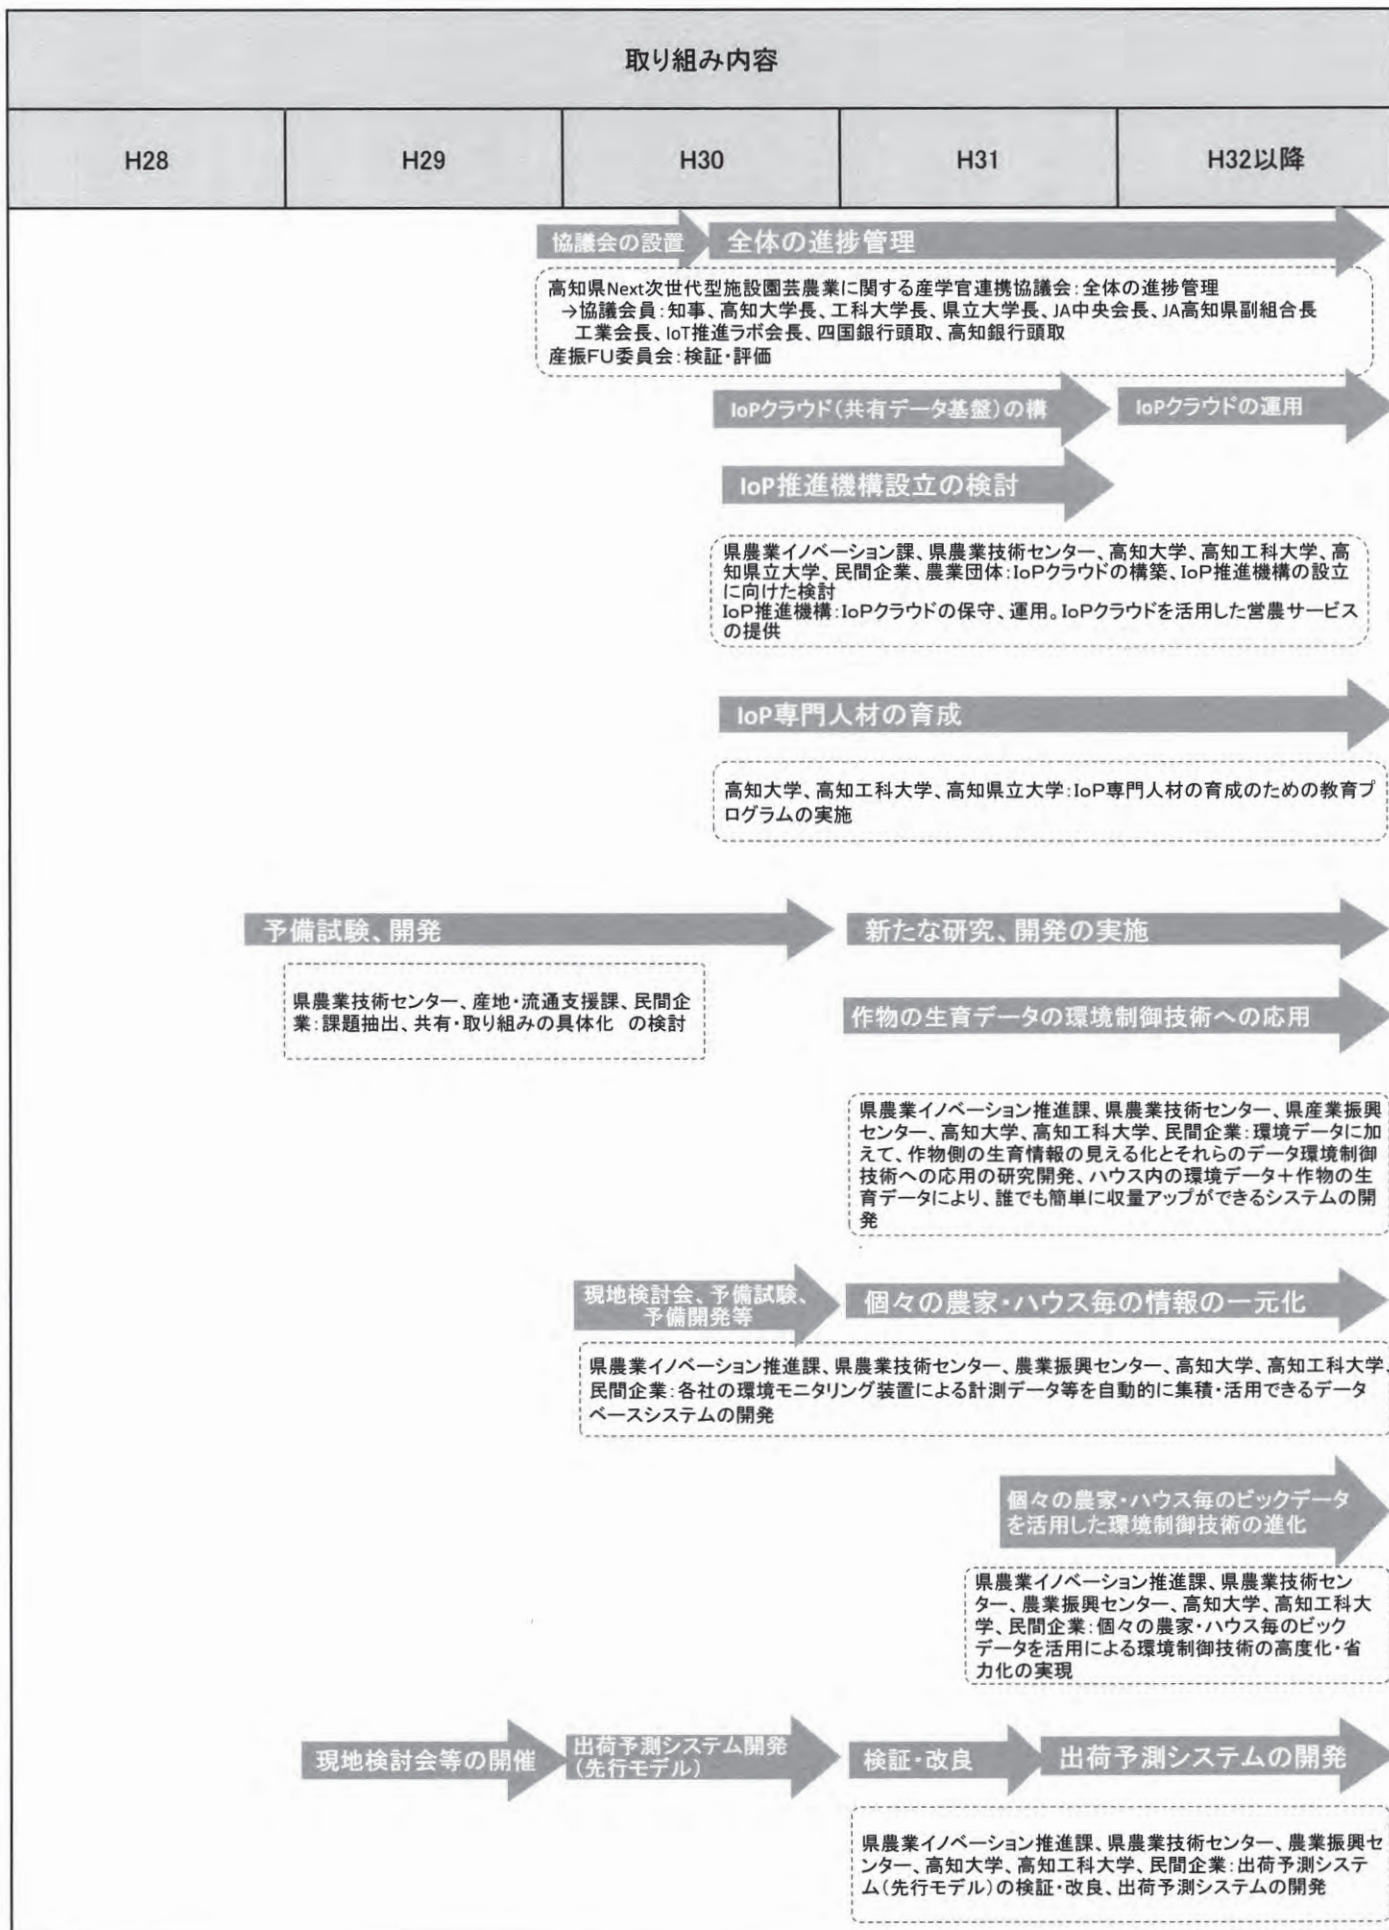 取り組み内容
H28
H29
H30
H31
H32以降
協議会の設置
全体の進捗管理
高知県Next次世代型施設園芸農業に関する産学官連携協議会：全体の進捗管理
→協議会員：知事、高知大学長、工科大学長、県立大学長、JA中央会長、JA高知県副組合長
工業会長、IoT推進ラボ会長、四国銀行頭取、高知銀行頭取
産振FU委員会：検証・評価
IoPクラウド（共有データ基盤）の構
IoPクラウドの運用
IoP推進機構設立の検討
県農業イノベーション課、県農業技術センター、高知大学、高知工科大学、高
知県立大学、民間企業、農業団体：IoPクラウドの構築、IoP推進機構の設立
に向けた検討
IoP推進機構：IoPクラウドの保守、運用。IoPクラウドを活用した営農サービス
の提供
IoP専門人材の育成
高知大学、高知工科大学、高知県立大学：IoP専門人材の育成のための教育プ
ログラムの実施
予備試験、開発
新たな研究、開発の実施
県農業技術センター、産地・流通支援課、民間企
業：課題抽出、共有・取り組みの具体化　の検討
作物の生育データの環境制御技術への応用
県農業イノベーション推進課、県農業技術センター、県産業振興
センター、高知大学、高知工科大学、民間企業：環境データに加
えて、作物側の生育情報の見える化とそれらのデータ環境制御
技術への応用の研究開発、ハウス内の環境データ＋作物の生
育データにより、誰でも簡単に収量アップができるシステムの開
発
現地検討会、予備試験、
予備開発等
個々の農家・ハウス毎の情報の一元化
県農業イノベーション推進課、県農業技術センター、農業振興センター、高知大学、高知工科大学、
民間企業：各社の環境モニタリング装置による計測データ等を自動的に集積・活用できるデータ
ベースシステムの開発
個々の農家・ハウス毎のビックデータ
を活用した環境制御技術の進化
県農業イノベーション推進課、県農業技術セン
ター、農業振興センター、高知大学、高知工科大
学、民間企業：個々の農家・ハウス毎のビック
データを活用による環境制御技術の高度化・省
力化の実現
現地検討会等の開催
出荷予測システム開発
（先行モデル）
検証・改良
出荷予測システムの開発
県農業イノベーション推進課、県農業技術センター、農業振興セ
ンター、高知大学、高知工科大学、民間企業：出荷予測システ
ム（先行モデル）の検証・改良、出荷予測システムの開発